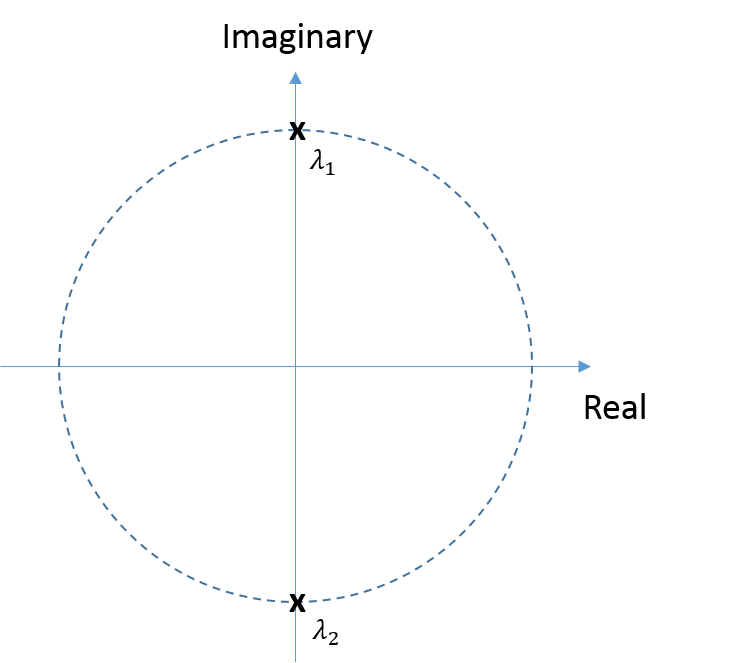 Imaginary
λ₁
Real
λ₂